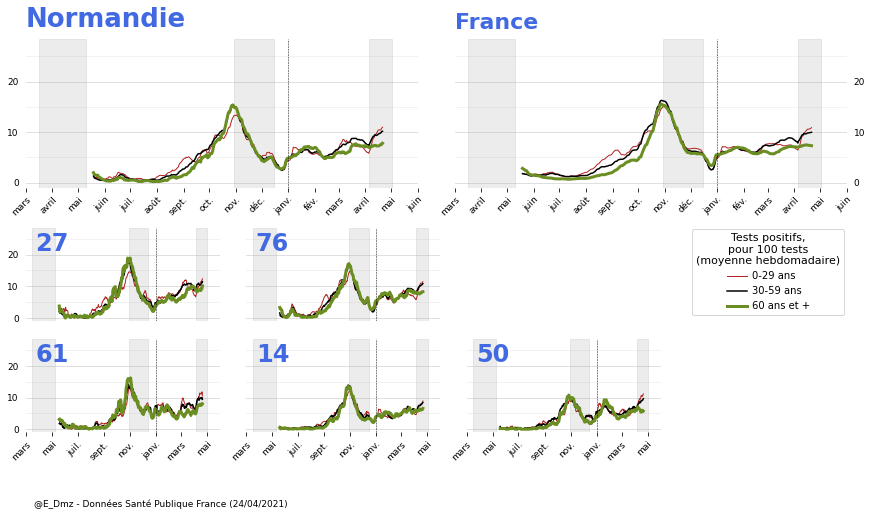 Normandie
France
20
10
0
20
10
0
mars avril mai juin juil. août sept. oct. nov. déc. janv. fév. mars avril mai juin
mars avril mai juin juil. août sept. oct. nov. déc. janv. fév. mars avril mai juin
27
76
20
10
0
Tests positifs,
pour 100 tests
(moyenne hebdomadaire)
0-29 ans
30-59 ans
60 ans et +
61
14
50
20
10
0
mars mai juil. sept. nov. janv. mars mai
mars mai juil. sept. nov. janv. mars mai
mars mai juil. sept. nov. janv. mars mai
@E_Dmz - Données Santé Publique France (24/04/2021)